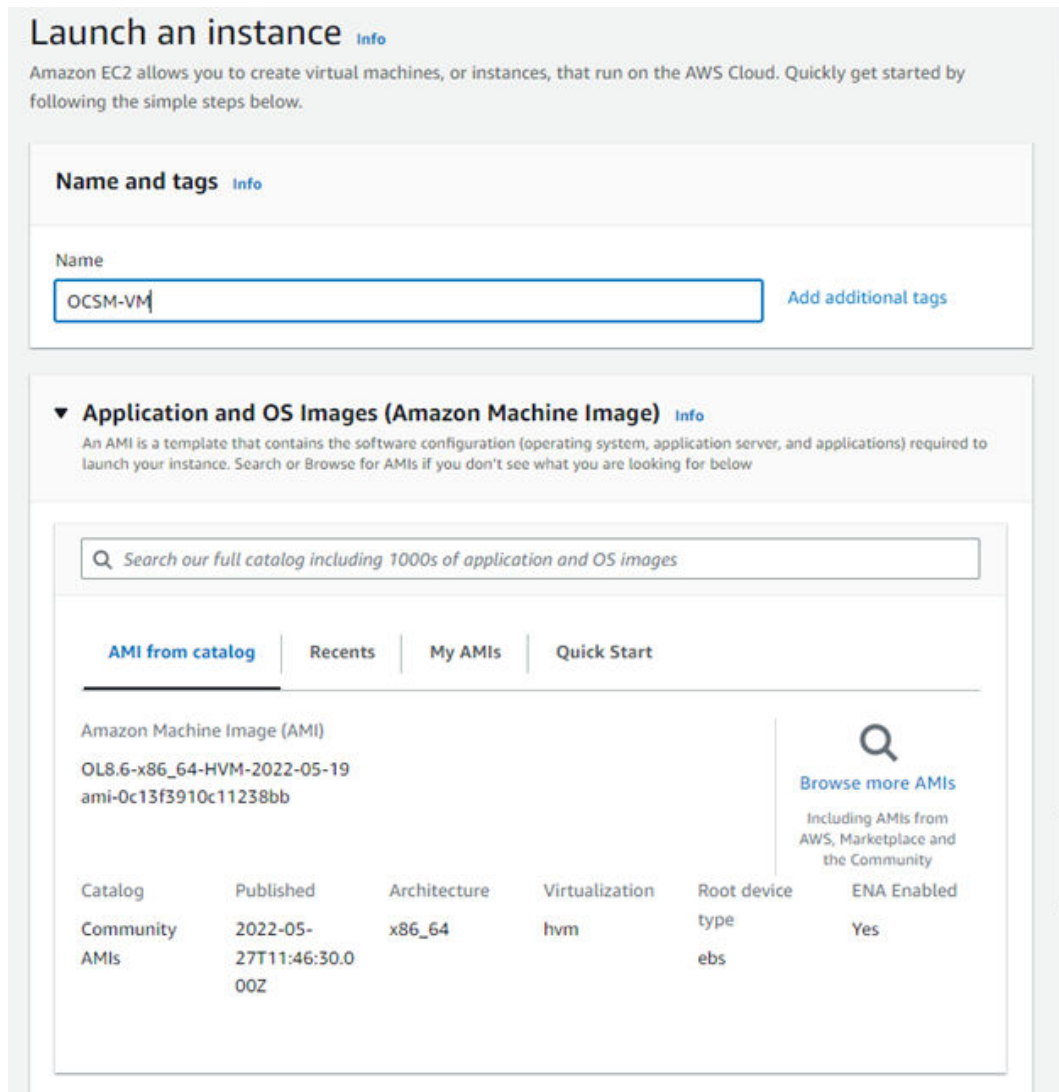 Launch an instance Info
Amazon EC2 allows you to create virtual machines, or instances, that run on the AWS Cloud. Quickly get started by
following the simple steps below.
Name and tags Info
Name
OCSM-VM
Add additional tags
Application and OS Images (Amazon Machine Image) Info
An AMI is a template that contains the software configuration (operating system, application server, and applications) required to
launch your instance. Search or Browse for AMIs if you don't see what you are looking for below
Search our full catalog including 1000s of application and OS images
AMI from catalog
Recents
My AMIs
Quick Start
Amazon Machine Image (AMI)
OL8.6-x86_64-HVM-2022-05-19
ami-0c13f3910c11238bb
Browse more AMIs
Including AMIs from
AWS, Marketplace and
the Community
Catalog
Community
AMIs
Published
2022-05-
27T11:46:30.0
00Z
Architecture
x86_64
Virtualization
hvm
Root device
type
ebs
ENA Enabled
Yes